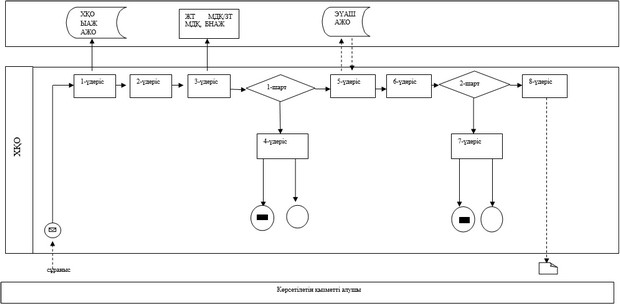 ХҚО
ЫАЖ
АЖО
ЖТ МДҚ/ЗТ
МДҚ, БНАЖ
ЭҮАШ
АЖО
ХҚО
1-үдеріс
2-үдеріс
3-үдеріс
1-шарт
5-үдеріс
6-үдеріс
2-шарт
8-үдеріс
4-үдеріс
7-үдеріс
сұраныс
Көрсетілетін қызметті алушы